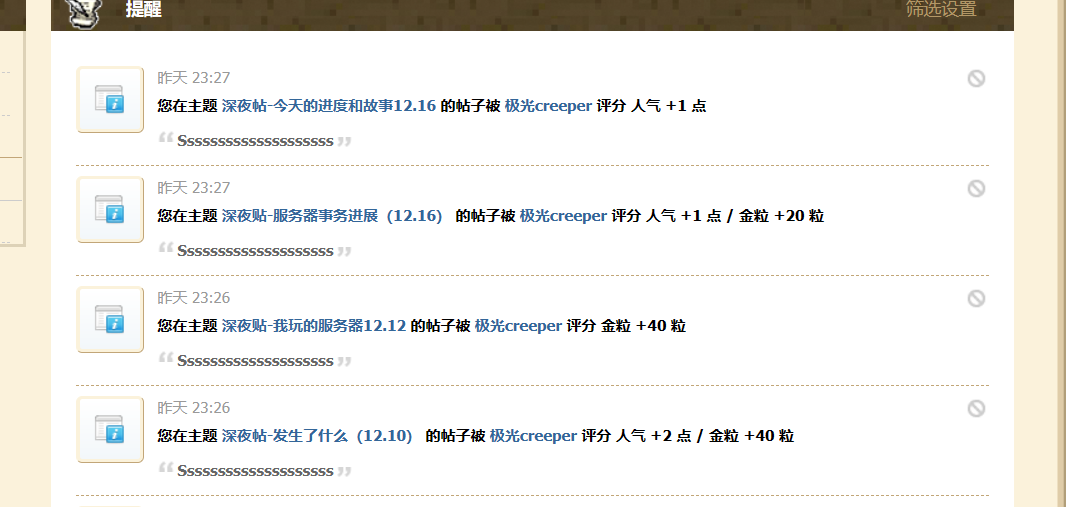 提醒
筛选设置
昨天 23:27
您在主题 深夜帖-今天的进度和故事12.16 的帖子被 极光creeper 评分 人气 +1 点
“ Ssssssssssssssssssss ”
昨天 23:27
您在主题 深夜贴-服务器事务进展（12.16） 的帖子被 极光creeper 评分 人气 +1 点 / 金粒 +20 粒
“ Ssssssssssssssssssss ”
昨天 23:26
您在主题 深夜贴-我玩的服务器12.12 的帖子被 极光creeper 评分 金粒 +40 粒
“ Ssssssssssssssssssss ”
昨天 23:26
您在主题 深夜帖-发生了什么（12.10） 的帖子被 极光creeper 评分 人气 +2 点 / 金粒 +40 粒
“ Ssssssssssssssssssss ”